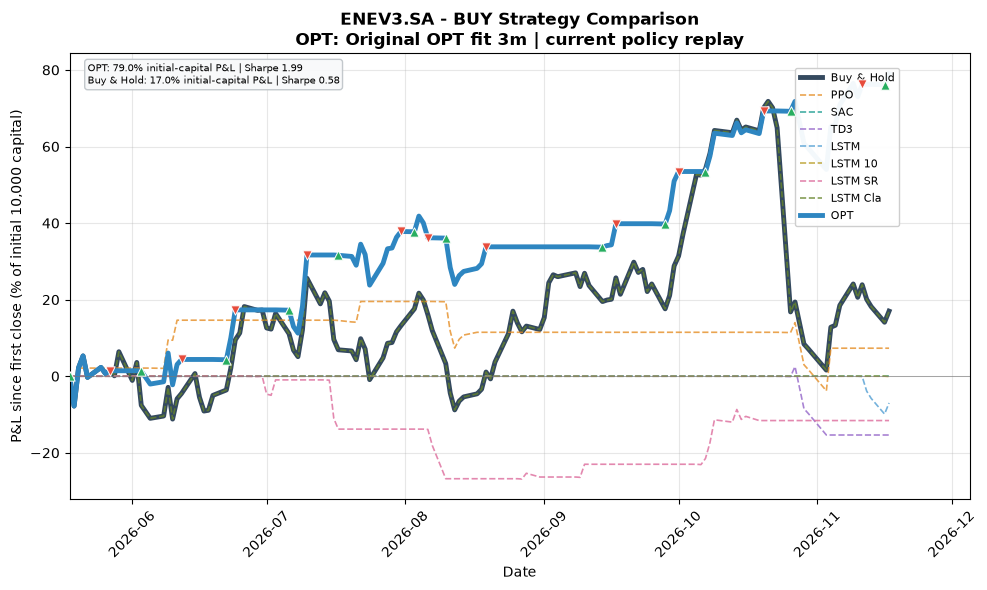 ENEV3.SA - BUY Strategy Comparison
OPT: Original OPT fit 3m | current policy replay
OPT: 79.0% initial-capital P&L | Sharpe 1.99
Buy & Hold: 17.0% initial-capital P&L | Sharpe 0.58
Buy & Hold
PPO
SAC
TD3
LSTM
LSTM 10
LSTM SR
LSTM Cla
OPT
P&L since first close (% of initial 10,000 capital)
80
60
40
20
0
−20
2026-06
2026-07
2026-08
2026-09
2026-10
2026-11
2026-12
Date